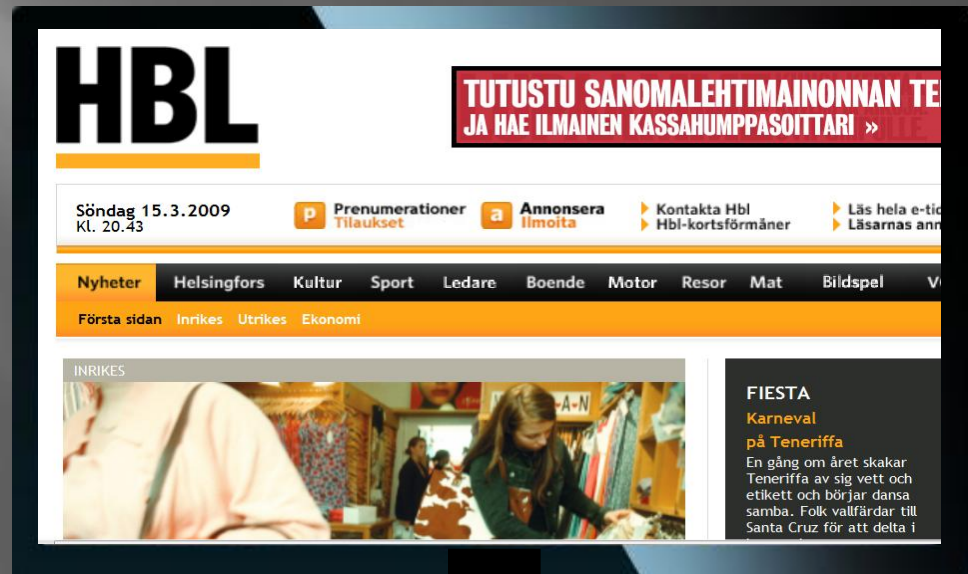 HBL
TUTUSTU SANOMALEHTIMAINONNAN
JA HAE ILMAINEN KASSAHUMPPASOITTARI »
Söndag 15.3.2009
Kl. 20.43
p Prenumerationer
Tilaukset
a Annonsera
Ilmoita
Kontakta Hbl
Hbl-kortsförmåner
Läs hela
Läsarnas
Nyheter Helsingfors Kultur Sport Ledare Boende Motor Resor Mat Bildspel
Första sidan Inrikes Utrikes Ekonomi
INRIKES
FIESTA
Karneval
på Teneriffa
En gång om året skakar
Teneriffa av sig vett och
etikett och börjar dansa
samba. Folk vallfärdar till
Santa Cruz för att delta i